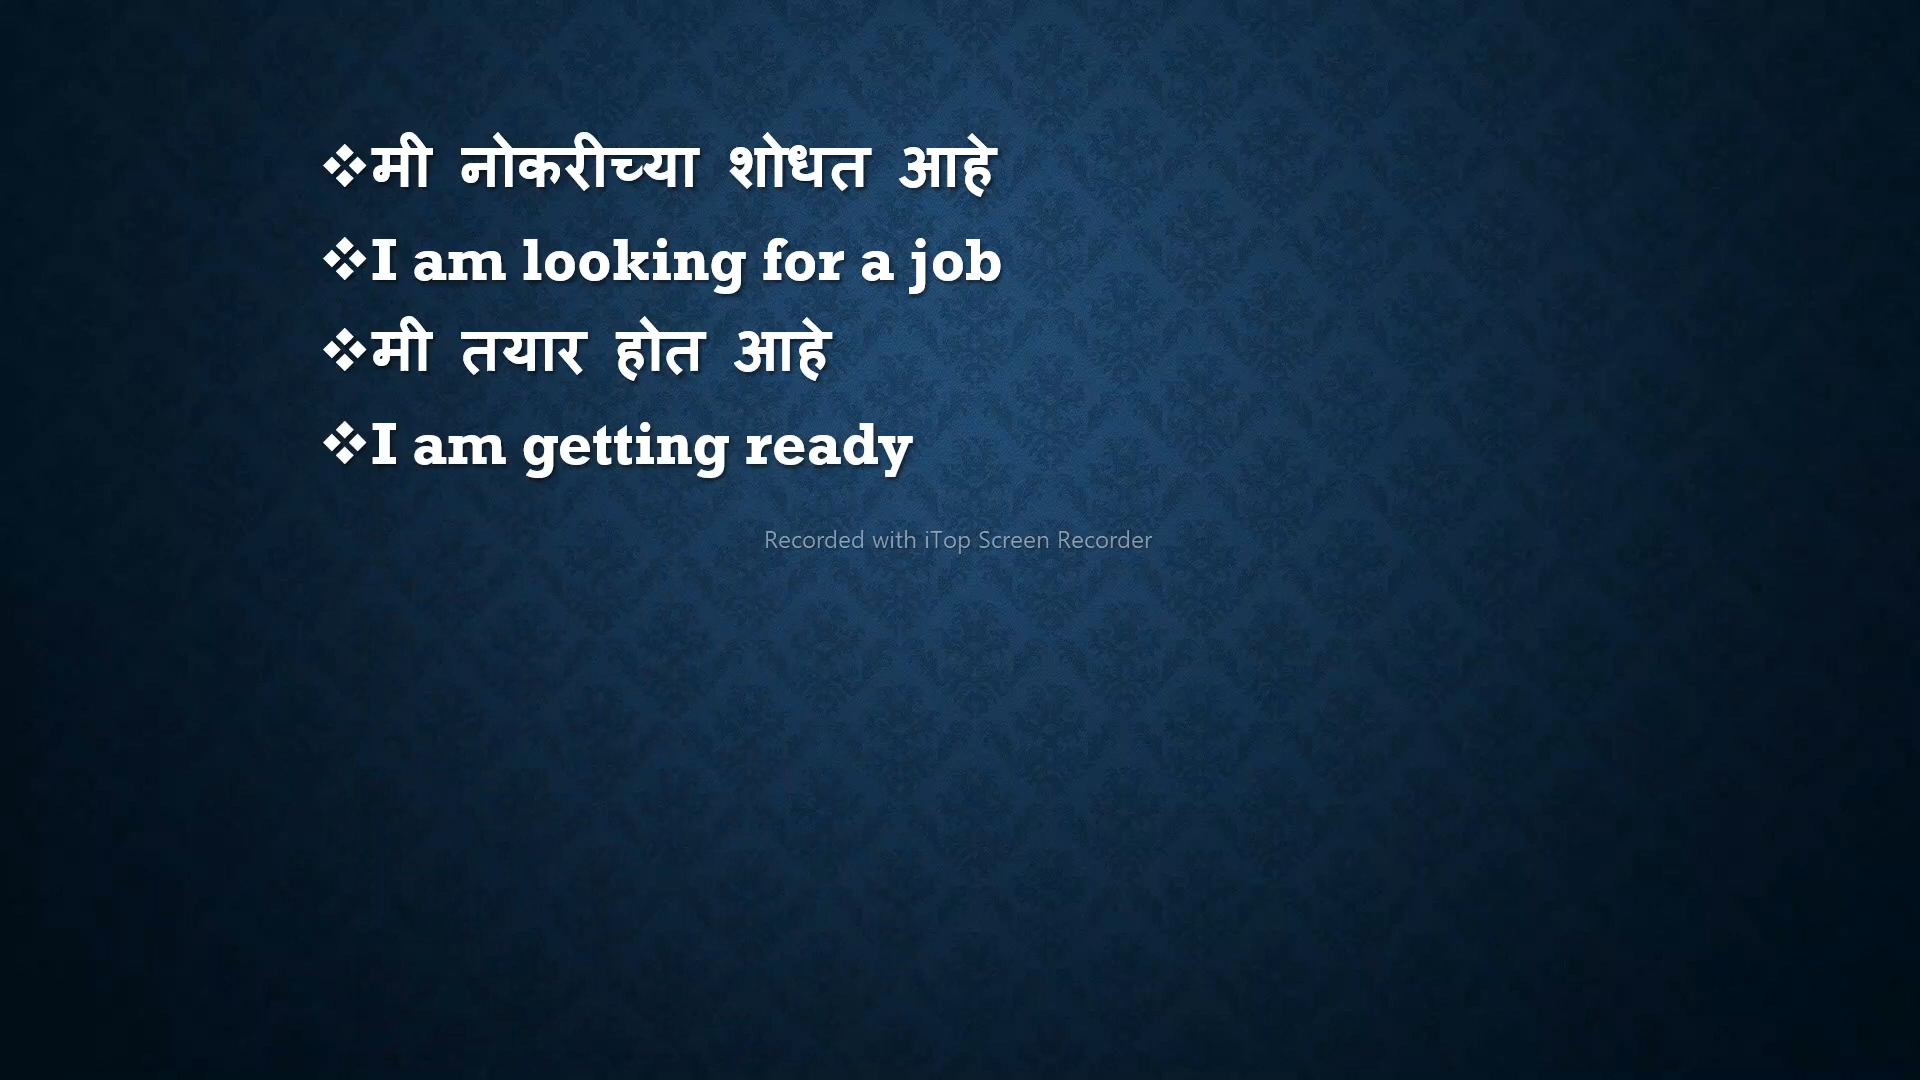 ❖मी नोकरीच्या शोधत आहे
❖I am looking for a job
❖मी तयार होत आहे
❖I am getting ready
Recorded with iTop Screen Recorder